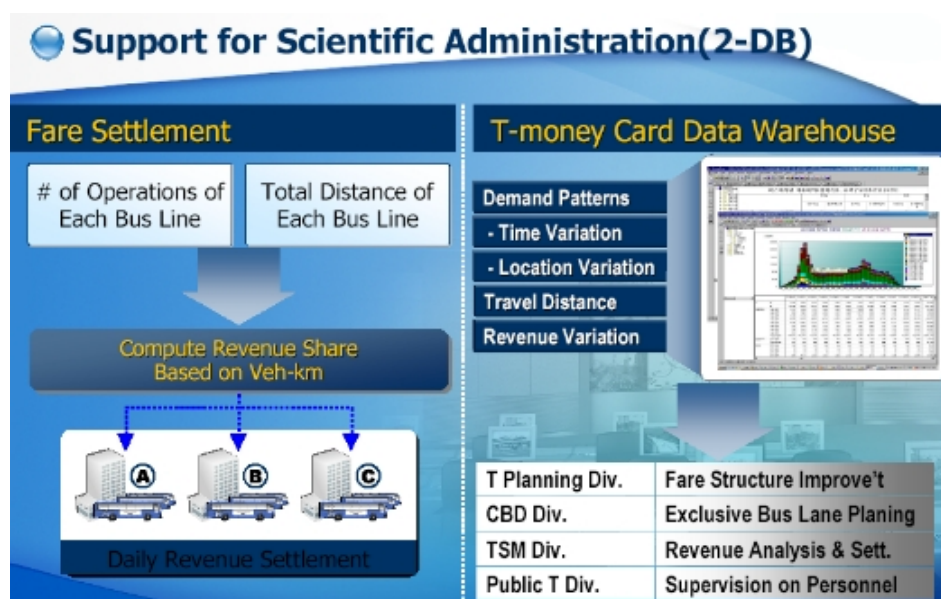 Support for Scientific Administration(2-DB)
Fare Settlement
# of Operations of
Each Bus Line
Total Distance of
Each Bus Line
Compute Revenue Share
Based on Veh-km
A
B
C
Daily Revenue Settlement
T-money Card Data Warehouse
Demand Patterns
- Time Variation
- Location Variation
Travel Distance
Revenue Variation
T Planning Div.
Fare Structure Improve't
CBD Div.
Exclusive Bus Lane Planing
TSM Div.
Revenue Analysis & Sett.
Public T Div.
Supervision on Personnel